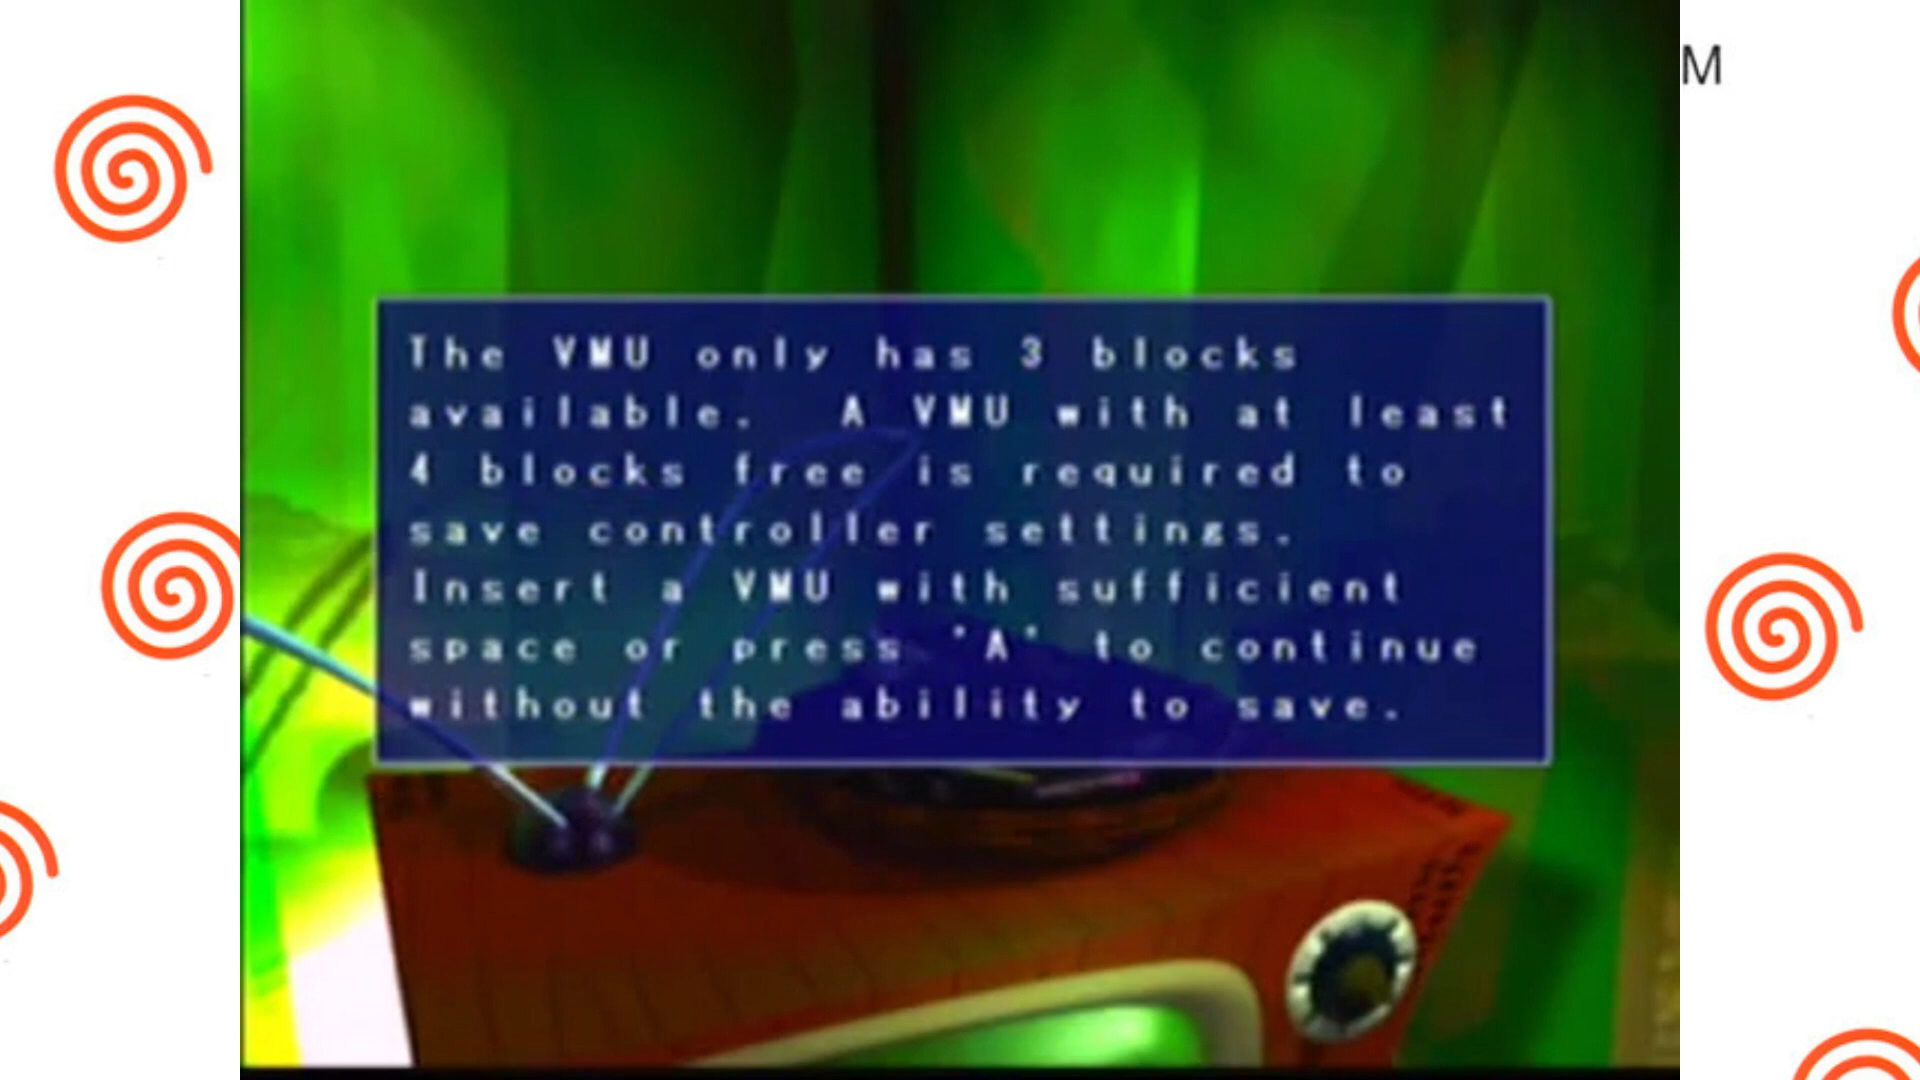 M
The VMU only has 3 blocks
available. A VMU with at least
4 blocks free is required to
save controller settings.
Insert a VMU with sufficient
space or press 'A' to continue
without the ability to save.